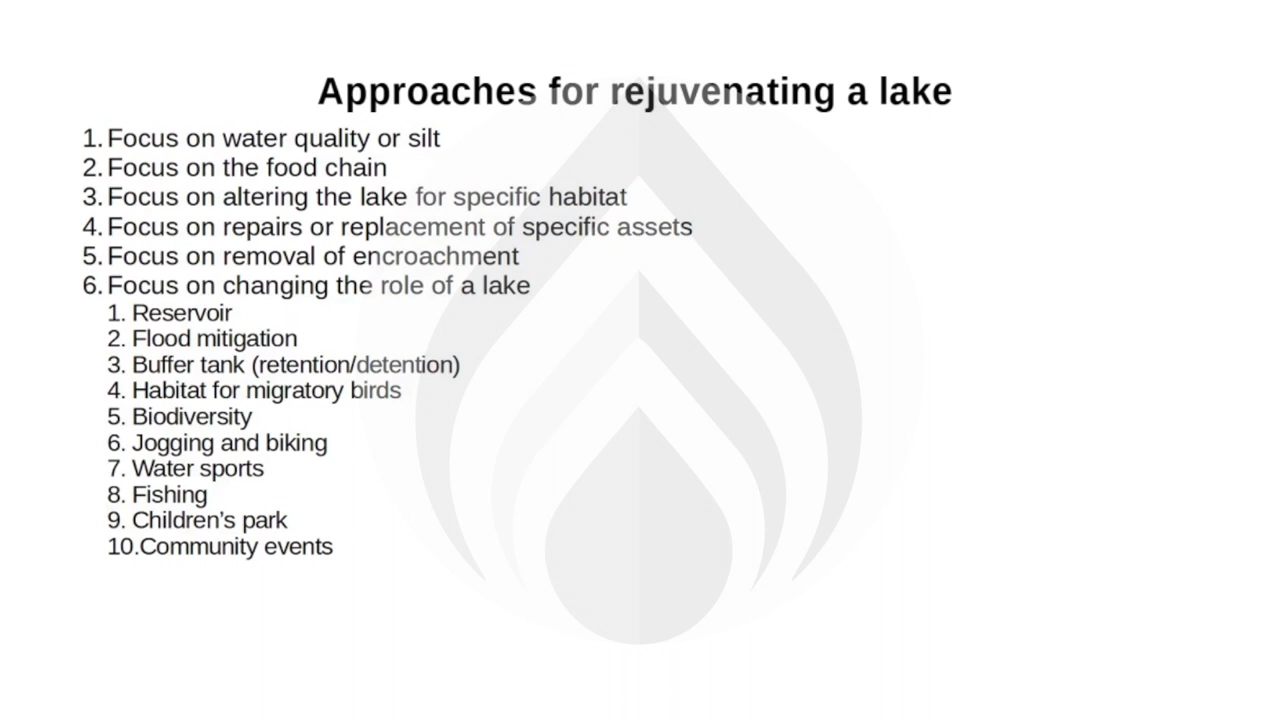 Approaches for rejuvenating a lake
1. Focus on water quality or silt
2. Focus on the food chain
3. Focus on altering the lake for specific habitat
4. Focus on repairs or replacement of specific assets
5. Focus on removal of encroachment
6. Focus on changing the role of a lake
1. Reservoir
2. Flood mitigation
3. Buffer tank (retention/detention)
4. Habitat for migratory birds
5. Biodiversity
6. Jogging and biking
7. Water sports
8. Fishing
9. Children’s park
10.Community events